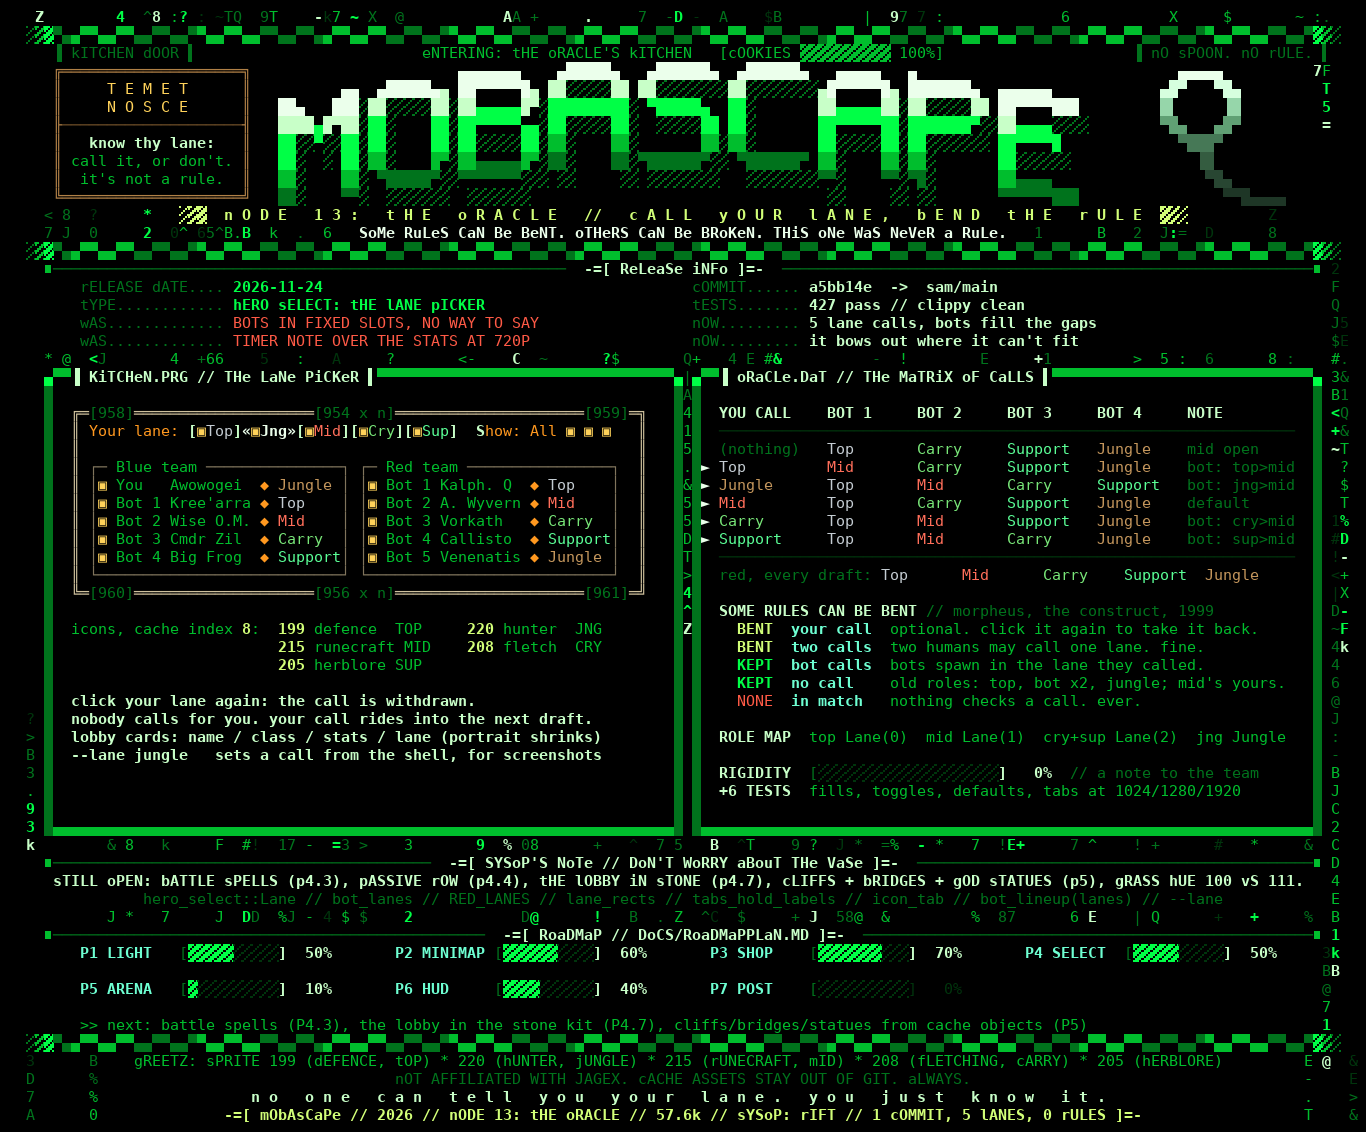 kITCHEN dOOR
eNTERING: tHE oRACLE'S kITCHEN [cOOKIES 100%]
nO sPOON. nO rULE.
TEMET
NOSCE
know thy lane:
call it, or don't.
it's not a rule.
MOBASCAPE
nODE 13: tHE oRACLE // cALL yOUR LANE, bEND tHE rULE
SoMe RuLeS CaN Be BeNT. oTHeRS CaN Be BRoKeN. THiS oNe WaS NeVeR a RuLe.
-=[ ReLeaSe iNFo ]=-
rELEASE dATE.... 2026-11-24
tYPE............ hERO sELECT: tHE lANE pICKER
wAS............. BOTS IN FIXED SLOTS, NO WAY TO SAY
wAS............. TIMER NOTE OVER THE STATS AT 720P
cOMMIT...... a5bb14e -> sam/main
tESTS....... 427 pass // clippy clean
nOW......... 5 lane calls, bots fill the gaps
nOW......... it bows out where it can't fit
KiTCHeN.PRG // THe LaNe PiCKeR
[958] [954 x n] [959]
Your lane: [▣Top]«▣Jng»[▣Mid][▣Cry][▣Sup] Show: All ▣ ▣ ▣
Blue team
▣ You Awowogei ◆ Jungle
▣ Bot 1 Kree'arra ◆ Top
▣ Bot 2 Wise O.M. ◆ Mid
▣ Bot 3 Cmdr Zil ◆ Carry
▣ Bot 4 Big Frog ◆ Support
Red team
▣ Bot 1 Kalph. Q ◆ Top
▣ Bot 2 A. Wyvern ◆ Mid
▣ Bot 3 Vorkath ◆ Carry
▣ Bot 4 Callisto ◆ Support
▣ Bot 5 Venenatis ◆ Jungle
[960] [956 x n] [961]
icons, cache index 8: 199 defence TOP 220 hunter JNG
215 runecraft MID 208 fletch CRY
205 herblore SUP
click your lane again: the call is withdrawn.
nobody calls for you. your call rides into the next draft.
lobby cards: name / class / stats / lane (portrait shrinks)
--lane jungle sets a call from the shell, for screenshots
oRaCLe.DaT // THe MaTRiX oF CaLLS
YOU CALL BOT 1 BOT 2 BOT 3 BOT 4 NOTE
(nothing) Top Carry Support Jungle mid open
► Top Mid Carry Support Jungle bot: top>mid
► Jungle Top Mid Carry Support bot: jng>mid
► Mid Top Carry Support Jungle default
► Carry Top Mid Support Jungle bot: cry>mid
► Support Top Mid Carry Jungle bot: sup>mid
red, every draft: Top Mid Carry Support Jungle
SOME RULES CAN BE BENT // morpheus, the construct, 1999
BENT your call optional. click it again to take it back.
BENT two calls two humans may call one lane. fine.
KEPT bot calls bots spawn in the lane they called.
KEPT no call old roles: top, bot x2, jungle; mid's yours.
NONE in match nothing checks a call. ever.
ROLE MAP top Lane(0) mid Lane(1) cry+sup Lane(2) jng Jungle
RIGIDITY [ ] 0% // a note to the team
+6 TESTS fills, toggles, defaults, tabs at 1024/1280/1920
-=[ SYSoP'S NoTe // DoN'T WoRRY aBouT THe VaSe ]=-
sTILL oPEN: bATTLE sPELLS (p4.3), pASSIVE rOW (p4.4), tHE lOBBY iN sTONE (p4.7), cLIFFS + bRIDGES + gOD sTATUES (p5), gRASS hUE 100 vS 111.
hero_select::Lane // bot_lanes // RED_LANES // lane_rects // tabs_hold_labels // icon_tab // bot_lineup(lanes) // --lane
-=[ RoaDMaP // DoCS/RoaDMaPPLaN.MD ]=-
P1 LIGHT [ ] 50% P2 MINIMAP [ ] 60% P3 SHOP [ ] 70% P4 SELECT [ ] 50%
P5 ARENA [ ] 10% P6 HUD [ ] 40% P7 POST [ ] 0%
>> next: battle spells (P4.3), the lobby in the stone kit (P4.7), cliffs/bridges/statues from cache objects (P5)
gREETZ: sPRITE 199 (dEFENCE, tOP) * 220 (hUNTER, jUNGLE) * 215 (rUNECRAFT, mID) * 208 (fLETCHING, cARRY) * 205 (hERBLORE)
nOT AFFILIATED WITH JAGEX. cACHE ASSETS STAY OUT OF GIT. aLWAYS.
no one can tell you your lane. you just know it.
-=[ mObAsCaPe // 2026 // nODE 13: tHE oRACLE // 57.6k // sYSoP: rIFT // 1 cOMMIT, 5 LANES, 0 rULES ]=-